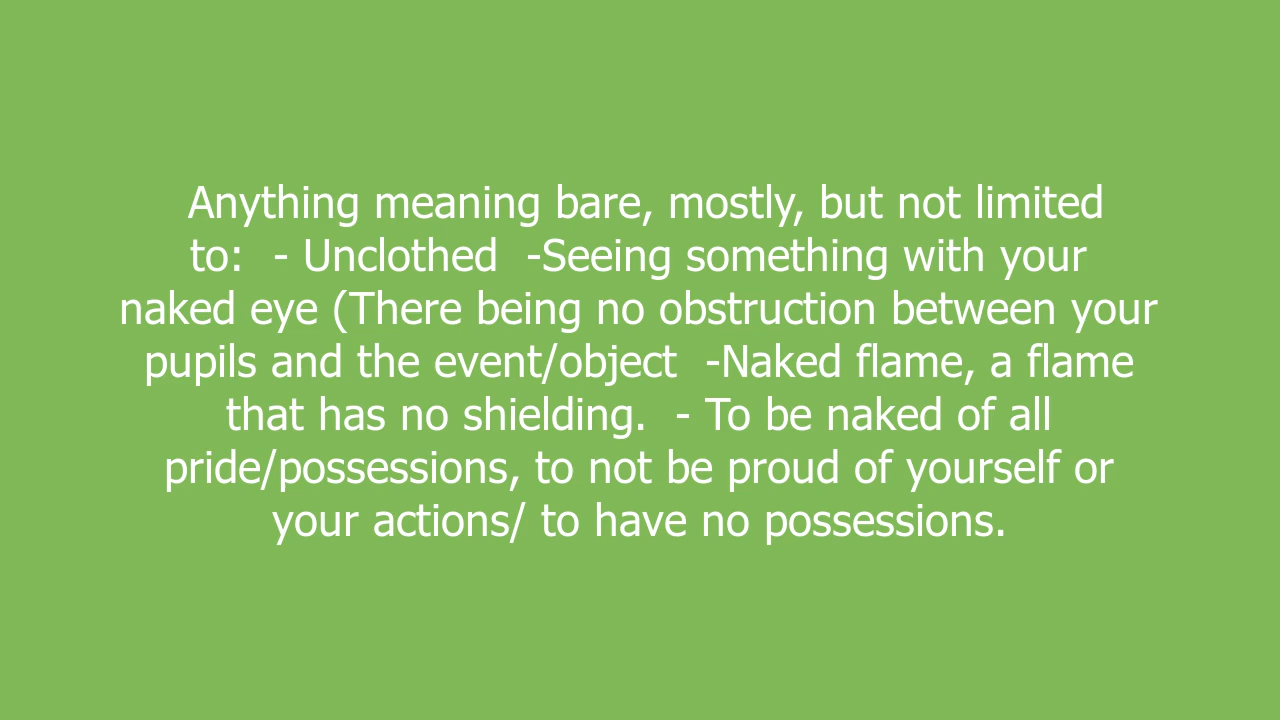 Anything meaning bare, mostly, but not limited
to:  - Unclothed  -Seeing something with your
naked eye (There being no obstruction between your
pupils and the event/object  -Naked flame, a flame
that has no shielding.  - To be naked of all
pride/possessions, to not be proud of yourself or
your actions/ to have no possessions.